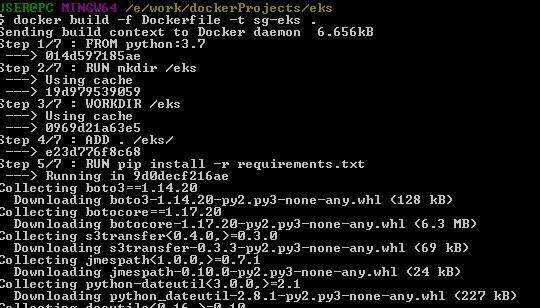 USER@PC MINGW64 /e/work/dockerProjects/eks
$ docker build -f Dockerfile -t sg-eks .
Sending build context to Docker daemon  6.656kB
Step 1/7 : FROM python:3.7
 ---> 014d597185ae
Step 2/7 : RUN mkdir /eks
 ---> Using cache
 ---> 19d979539059
Step 3/7 : WORKDIR /eks
 ---> Using cache
 ---> 0969d21a63e5
Step 4/7 : ADD . /eks/
 ---> e23d776f8c68
Step 5/7 : RUN pip install -r requirements.txt
 ---> Running in 9d0decf216ae
Collecting boto3==1.14.20
  Downloading boto3-1.14.20-py2.py3-none-any.whl (128 kB)
Collecting botocore==1.17.20
  Downloading botocore-1.17.20-py2.py3-none-any.whl (6.3 MB)
Collecting s3transfer<0.4.0,>=0.3.0
  Downloading s3transfer-0.3.3-py2.py3-none-any.whl (69 kB)
Collecting jmespath<1.0.0,>=0.7.1
  Downloading jmespath-0.10.0-py2.py3-none-any.whl (24 kB)
Collecting python-dateutil<3.0.0,>=2.1
  Downloading python_dateutil-2.8.1-py2.py3-none-any.whl (227 kB)
Collecting docutils<0.16,>=0.10